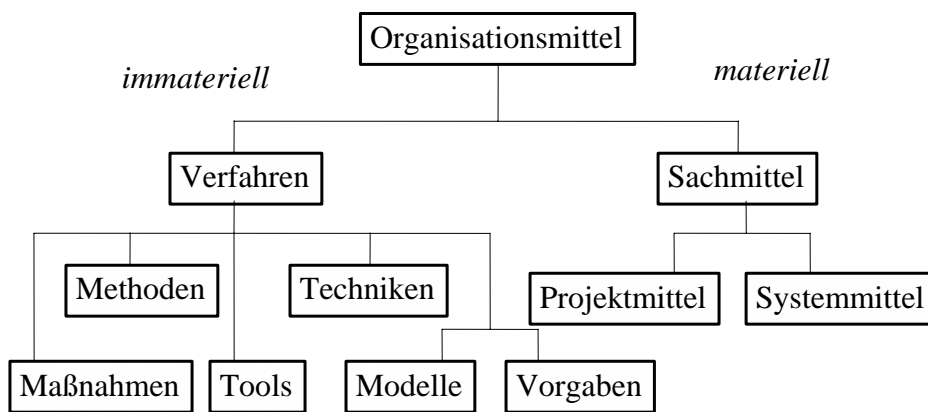 Organisationsmittel
immateriell
materiell
Verfahren
Sachmittel
Methoden
Techniken
Projektmittel
Systemmittel
Maßnahmen
Tools
Modelle
Vorgaben